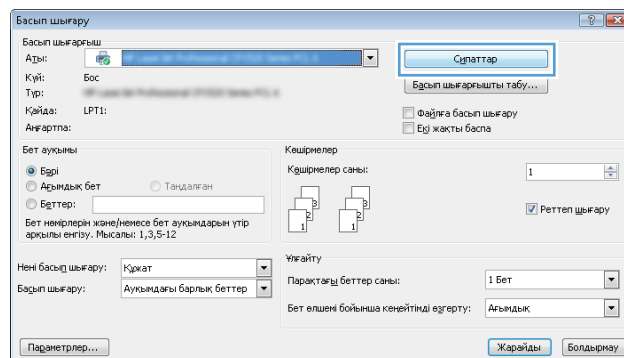 Басып шығару
Басып шығарғыш
Аты:
Сипаттар
Күй: Бос
Түр:
Басып шығарғышты табу...
Қайда: LPT1:
Файлға басып шығару
Аңғартпа:
Екі жақты баспа
Бет ауқымы
Бәрі
Ағымдық бет Таңдалған
Беттер:
Бет нөмірлерін және/немесе бет ауқымдарын үтір
арқылы енгізу. Мысалы: 1,3,5-12
Көшірмелер
Көшірмелер саны: 1
Реттеп шығару
Нені басып шығару: Құжат
Басып шығару: Ауқымдағы барлық беттер
Ұлғайту
Парақтағы беттер саны: 1 Бет
Бет өлшемі бойынша кеңейтімді өзгерту: Ағымдық
Параметрлер...
Жарайды Болдырмау